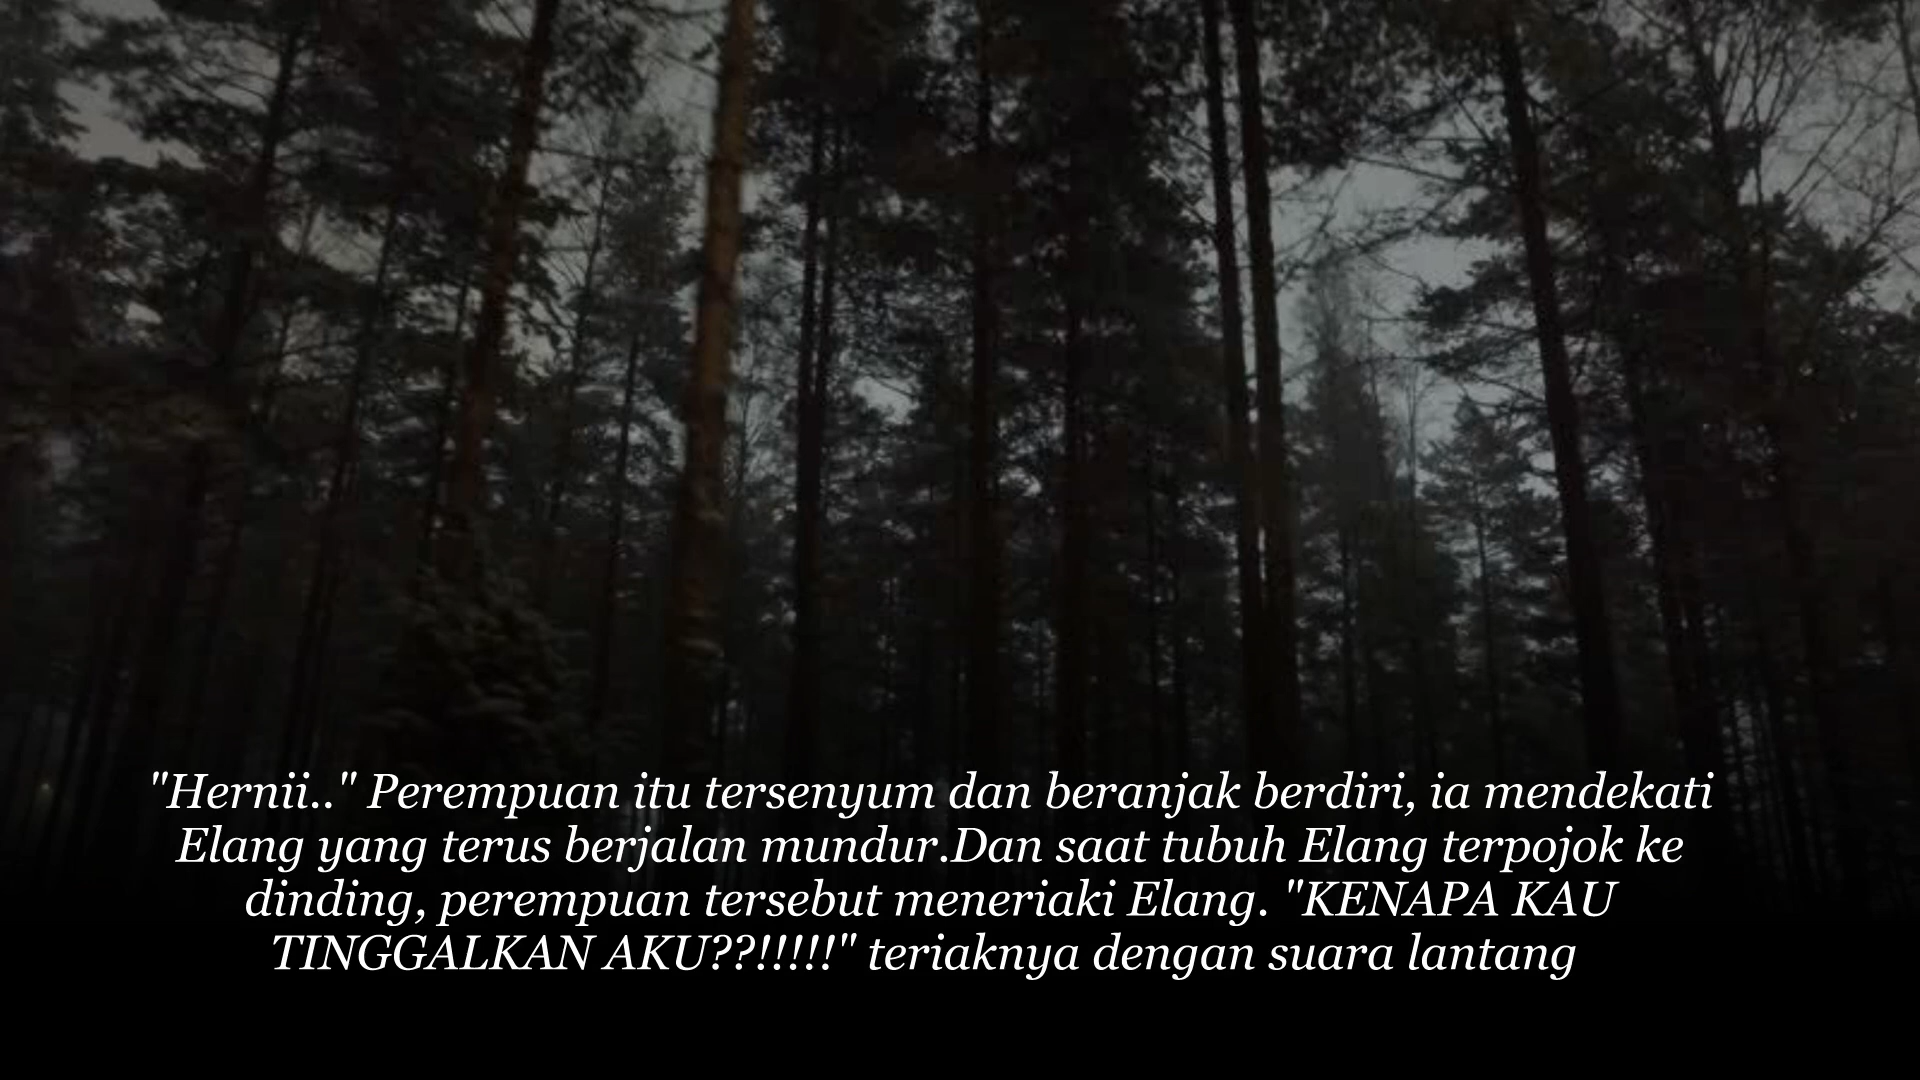 "Hernii.." Perempuan itu tersenyum dan beranjak berdiri, ia mendekati
Elang yang terus berjalan mundur.Dan saat tubuh Elang terpojok ke
dinding, perempuan tersebut meneriaki Elang. "KENAPA KAU
TINGGALKAN AKU??!!!!!" teriaknya dengan suara lantang